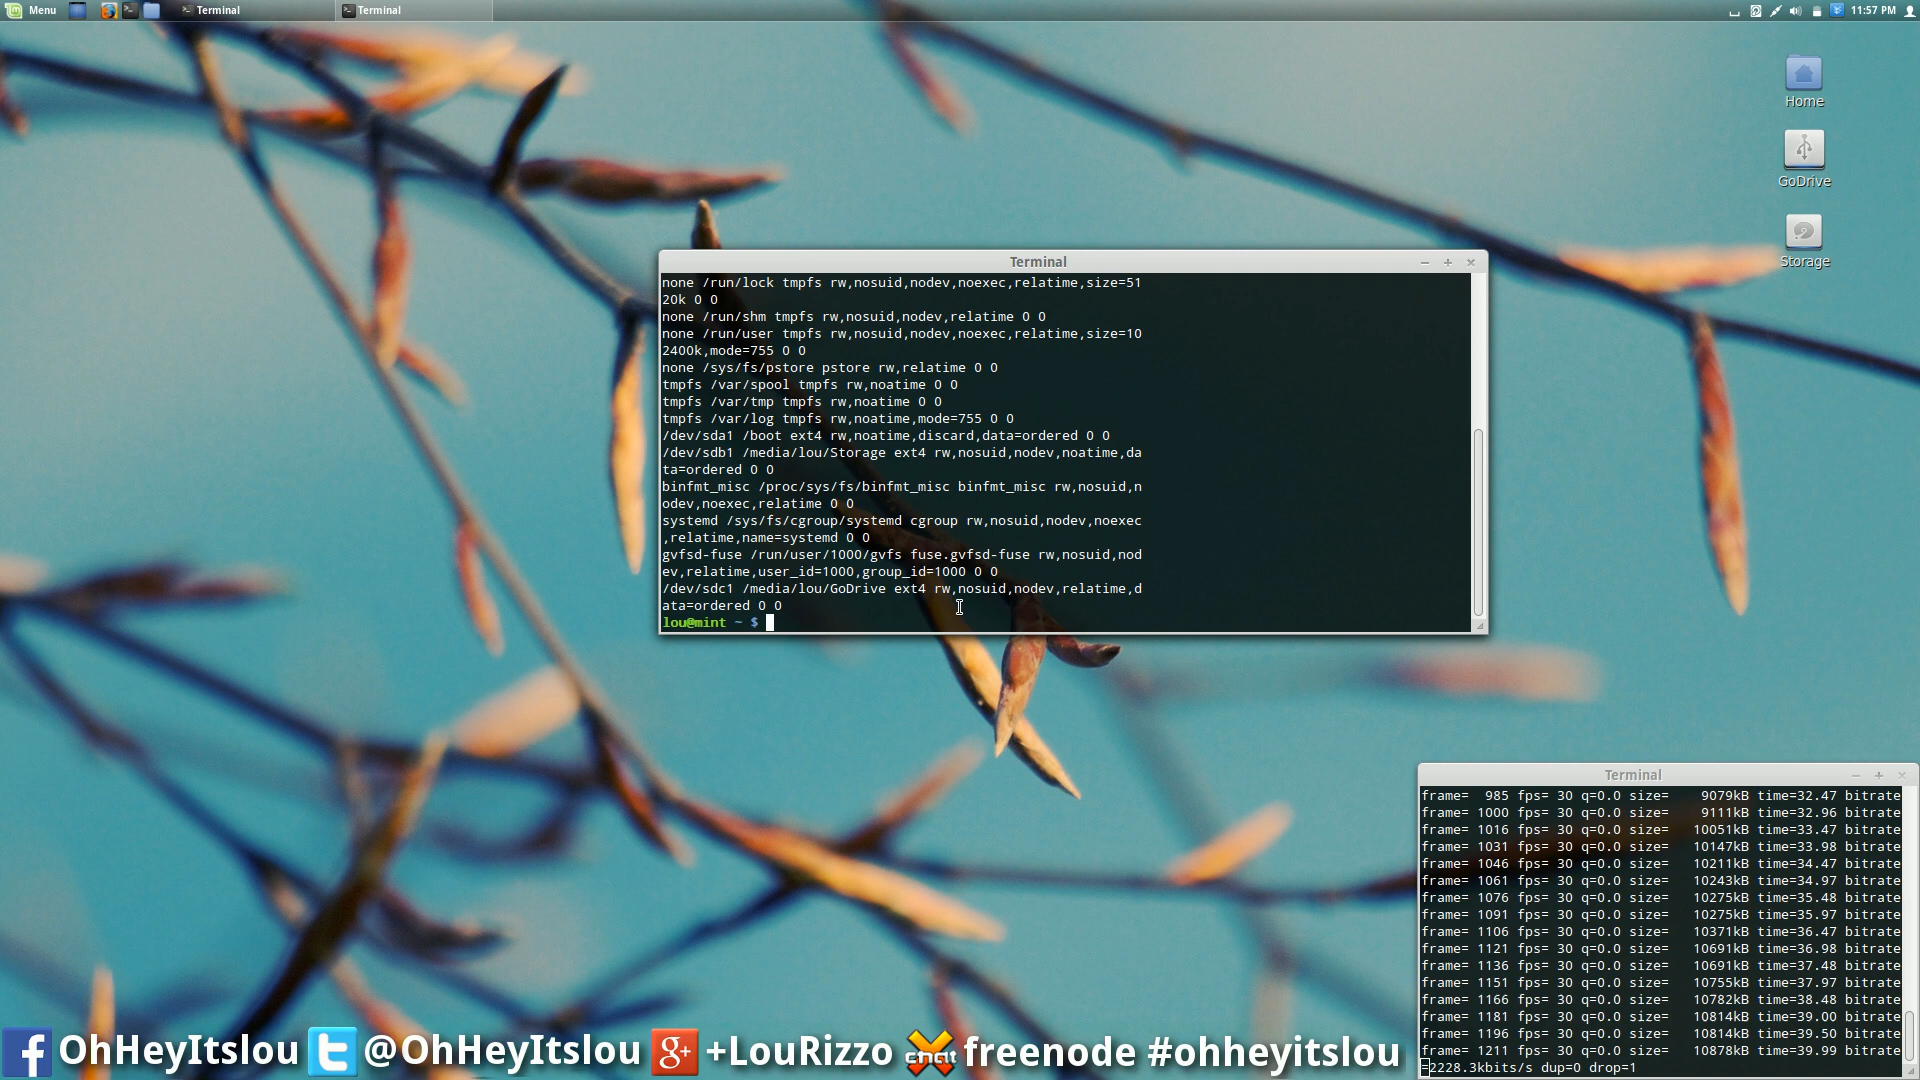 Menu
Terminal
Terminal
11:57 PM
Home
GoDrive
Storage
Terminal
none /run/lock tmpfs rw,nosuid,nodev,noexec,relatime,size=51
20k 0 0
none /run/shm tmpfs rw,nosuid,nodev,relatime 0 0
none /run/user tmpfs rw,nosuid,nodev,noexec,relatime,size=10
2400k,mode=755 0 0
none /sys/fs/pstore pstore rw,relatime 0 0
tmpfs /var/spool tmpfs rw,noatime 0 0
tmpfs /var/tmp tmpfs rw,noatime 0 0
tmpfs /var/log tmpfs rw,noatime,mode=755 0 0
/dev/sda1 /boot ext4 rw,noatime,discard,data=ordered 0 0
/dev/sdb1 /media/lou/Storage ext4 rw,nosuid,nodev,noatime,da
ta=ordered 0 0
binfmt_misc /proc/sys/fs/binfmt_misc binfmt_misc rw,nosuid,n
odev,noexec,relatime 0 0
systemd /sys/fs/cgroup/systemd cgroup rw,nosuid,nodev,noexec
,relatime,name=systemd 0 0
gvfsd-fuse /run/user/1000/gvfs fuse.gvfsd-fuse rw,nosuid,nod
ev,relatime,user_id=1000,group_id=1000 0 0
/dev/sdc1 /media/lou/GoDrive ext4 rw,nosuid,nodev,relatime,d
ata=ordered 0 0
lou@mint ~ $
Terminal
frame=  985 fps= 30 q=0.0 size=    9079kB time=32.47 bitrate
frame= 1000 fps= 30 q=0.0 size=    9111kB time=32.96 bitrate
frame= 1016 fps= 30 q=0.0 size=   10051kB time=33.47 bitrate
frame= 1031 fps= 30 q=0.0 size=   10147kB time=33.98 bitrate
frame= 1046 fps= 30 q=0.0 size=   10211kB time=34.47 bitrate
frame= 1061 fps= 30 q=0.0 size=   10243kB time=34.97 bitrate
frame= 1076 fps= 30 q=0.0 size=   10275kB time=35.48 bitrate
frame= 1091 fps= 30 q=0.0 size=   10275kB time=35.97 bitrate
frame= 1106 fps= 30 q=0.0 size=   10371kB time=36.47 bitrate
frame= 1121 fps= 30 q=0.0 size=   10691kB time=36.98 bitrate
frame= 1136 fps= 30 q=0.0 size=   10691kB time=37.48 bitrate
frame= 1151 fps= 30 q=0.0 size=   10755kB time=37.97 bitrate
frame= 1166 fps= 30 q=0.0 size=   10782kB time=38.48 bitrate
frame= 1181 fps= 30 q=0.0 size=   10814kB time=39.00 bitrate
frame= 1196 fps= 30 q=0.0 size=   10814kB time=39.50 bitrate
frame= 1211 fps= 30 q=0.0 size=   10878kB time=39.99 bitrate
=2228.3kbits/s dup=0 drop=1
f OhHeyItslou t @OhHeyItslou g+ +LouRizzo X chat freenode #ohheyitslou